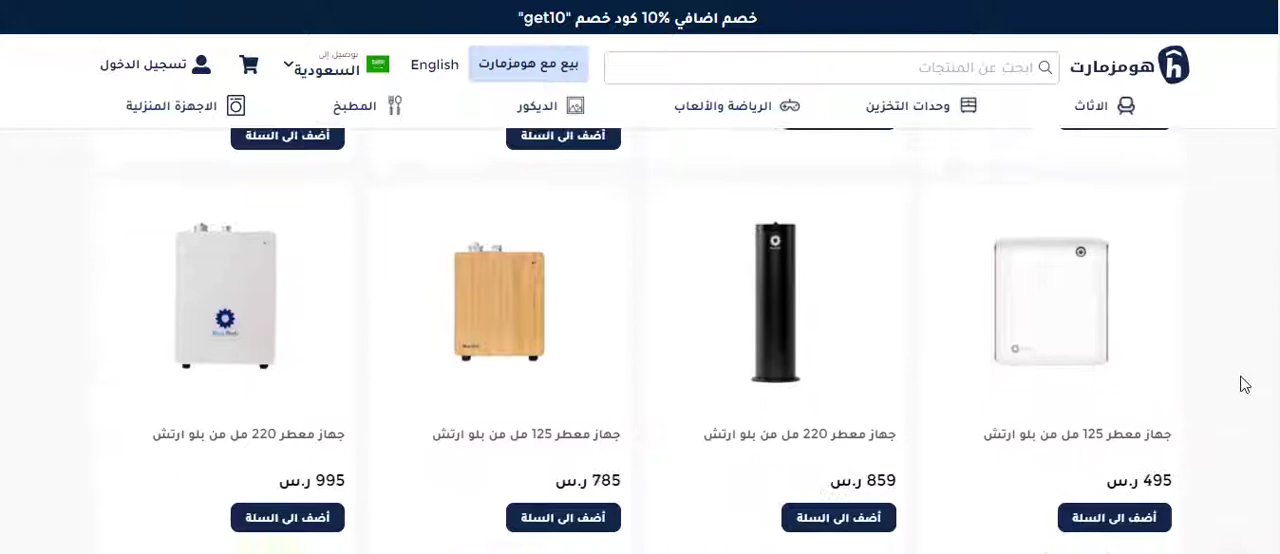 خصم اضافي 10% كود خصم "get10"
هومزمارت
ابحث عن المنتجات
بيع مع هومزمارت
English
توصيل إلى
السعودية
تسجيل الدخول
الاثاث
وحدات التخزين
الرياضة والألعاب
الديكور
المطبخ
الاجهزة المنزلية
أضف الى السلة
أضف الى السلة
جهاز معطر 125 مل من بلو ارتش
جهاز معطر 220 مل من بلو ارتش
جهاز معطر 125 مل من بلو ارتش
جهاز معطر 220 مل من بلو ارتش
495 ر.س
859 ر.س
785 ر.س
995 ر.س
أضف الى السلة
أضف الى السلة
أضف الى السلة
أضف الى السلة